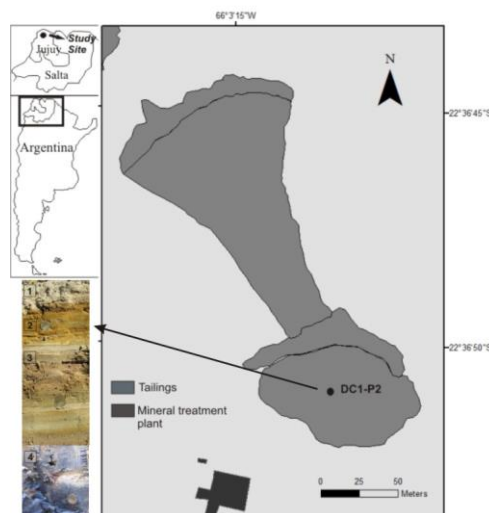 66°3'15"W
Study
Site
Jujuy
Salta
Argentina
N
22°36'45"S
22°36'50"S
1
2
3
4
DC1-P2
Tailings
Mineral treatment
plant
0 25 50
Meters